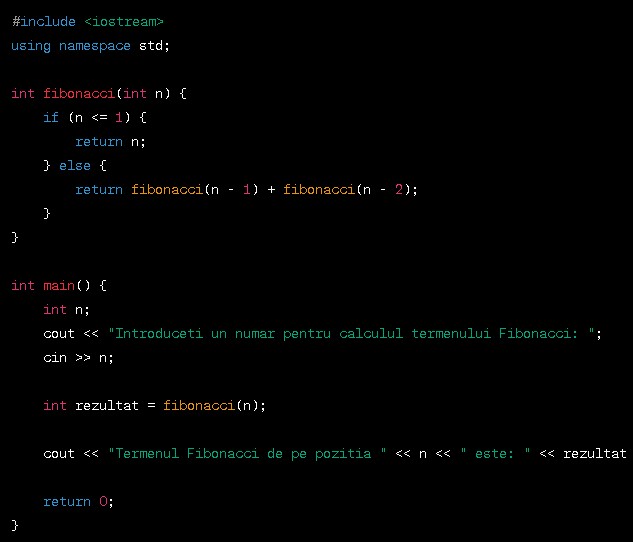 #include <iostream>
using namespace std;

int fibonacci(int n) {
    if (n <= 1) {
        return n;
    } else {
        return fibonacci(n - 1) + fibonacci(n - 2);
    }
}

int main() {
    int n;
    cout << "Introduceti un numar pentru calculul termenului Fibonacci: ";
    cin >> n;

    int rezultat = fibonacci(n);

    cout << "Termenul Fibonacci de pe pozitia " << n << " este: " << rezultat

    return 0;
}